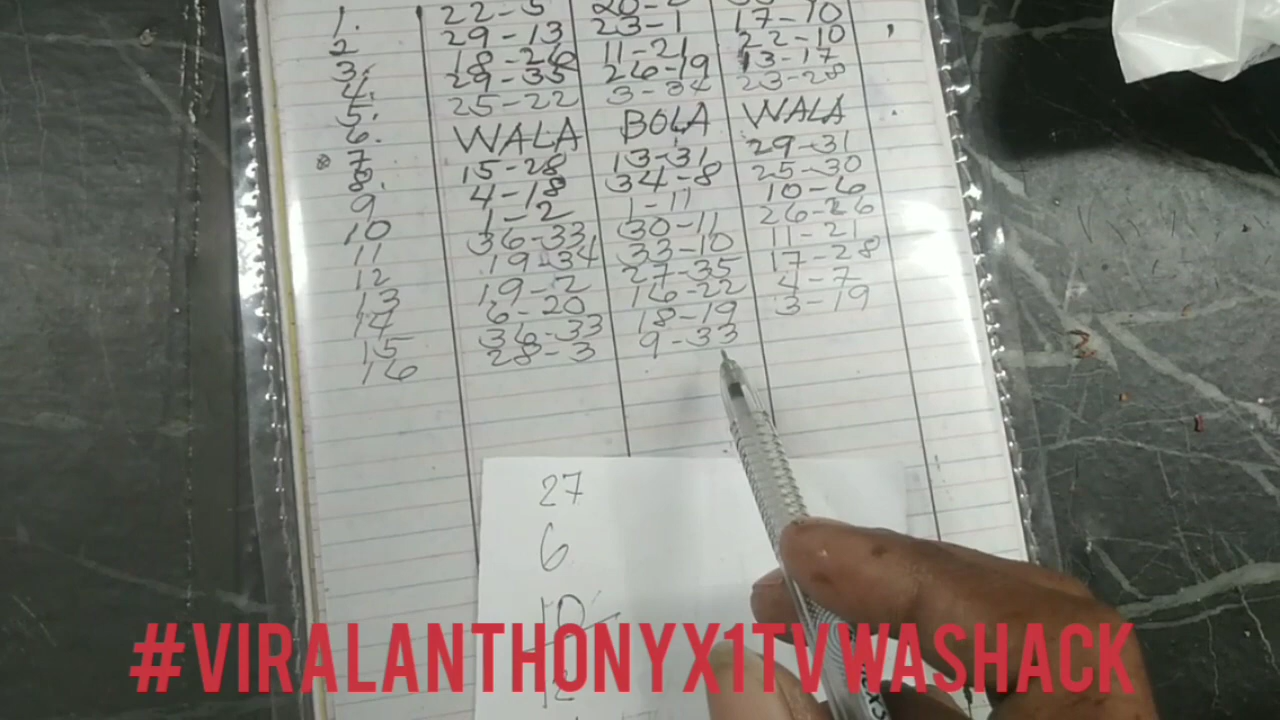 1. 22-5
2 29-13 23-1 17-10
3. 18-26 11-21 22-10
4. 29-35 26-19 13-17
5. 25-22 3-34 23-28
6. WALA BOLA WALA
7 15-28 13-31 29-31
8. 4-18 34-8 25-30
9 1-2 1-11 10-6
10 36-33 30-11 26-26
11 19-34 33-10 11-21
12 19-2 27-35 17-28
13 6-20 16-22 4-7
14 36-33 18-19 3-19
15 28-3 9-33
16
27
6
12
#VIRALANTHONYX1TVWASHACK